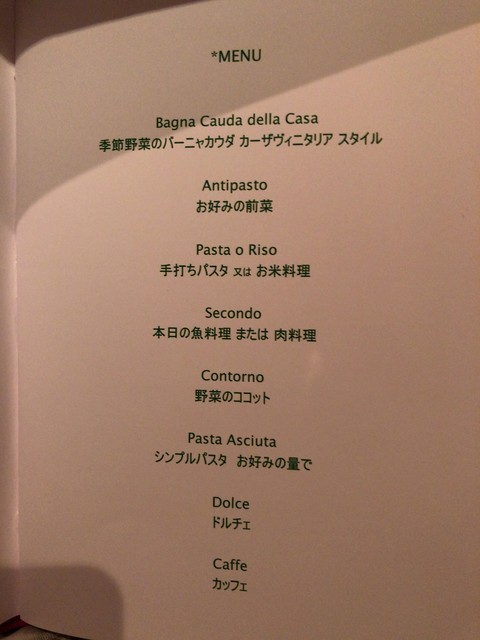 *MENU
Bagna Cauda della Casa
季節野菜のバーニャカウダ カーザヴィニタリア スタイル
Antipasto
お好みの前菜
Pasta o Riso
手打ちパスタ 又は お米料理
Secondo
本日の魚料理 または 肉料理
Contorno
野菜のココット
Pasta Asciuta
シンプルパスタ お好みの量で
Dolce
ドルチェ
Caffe
カッフェ